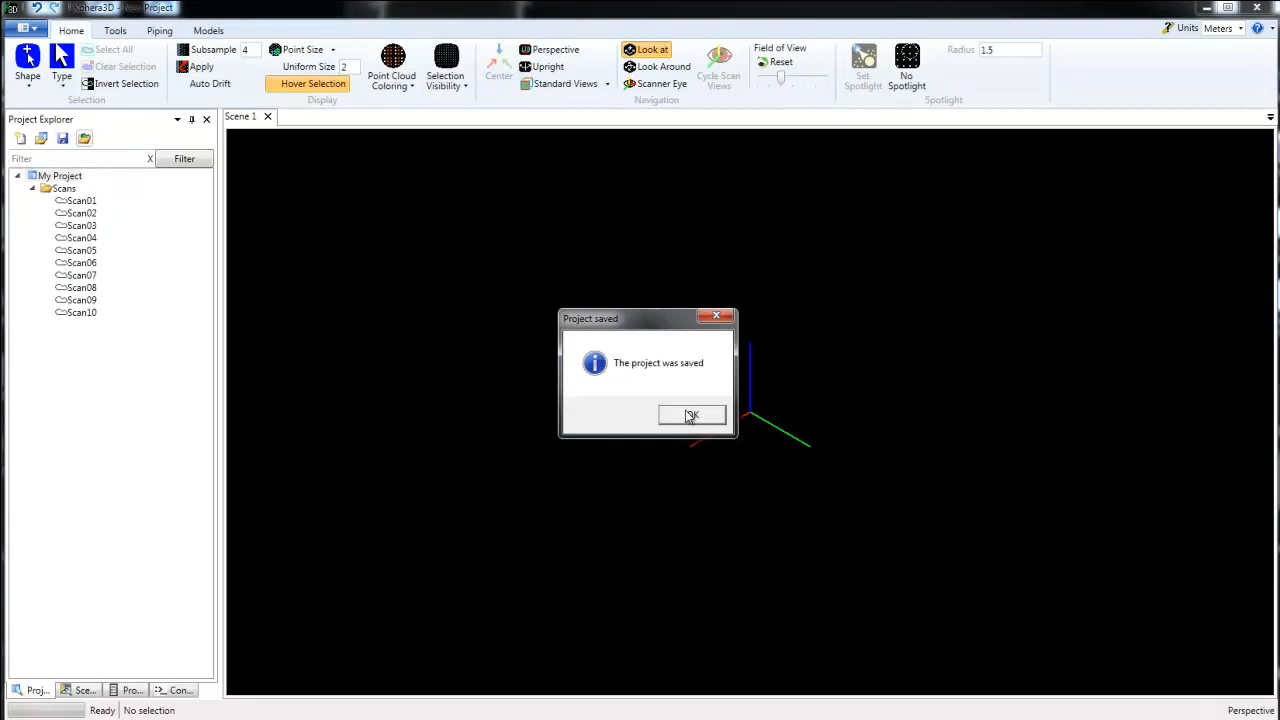 Kohera3D - New Project
Home
Tools
Piping
Models
Units
Meters
Shape
Type
Select All
Clear Selection
Invert Selection
Selection
Subsample 4
Apply
Auto Drift
Point Size
Uniform Size 2
Hover Selection
Point Cloud
Coloring
Selection
Visibility
Display
Center
Perspective
Upright
Standard Views
Look at
Look Around
Scanner Eye
Cycle Scan
Views
Navigation
Field of View
Reset
Set
Spotlight
No
Spotlight
Radius 1.5
Spotlight
Project Explorer
Filter
X
Filter
My Project
Scans
Scan01
Scan02
Scan03
Scan04
Scan05
Scan06
Scan07
Scan08
Scan09
Scan10
Scene 1
Project saved
The project was saved
OK
Proj...
Sce...
Pro...
Con...
Ready
No selection
Perspective